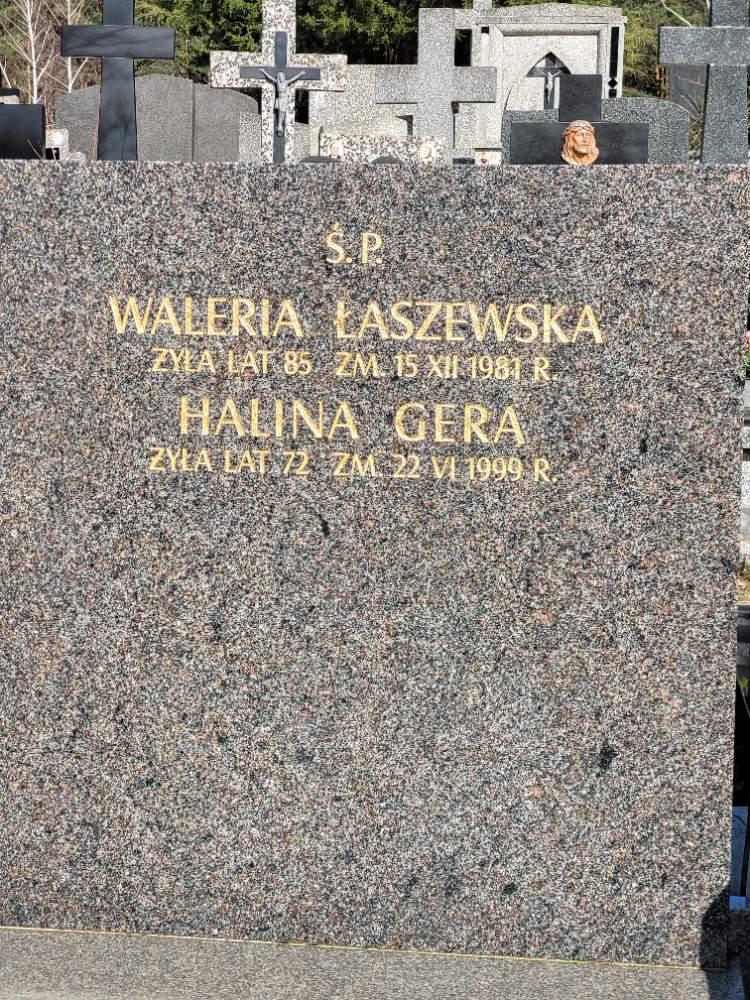 Ś.P.
WALERIA ŁASZEWSKA
ŻYŁA LAT 85 ZM. 15 XII 1981 R.
HALINA GERA
ŻYŁA LAT 72 ZM. 22 VI 1999 R.